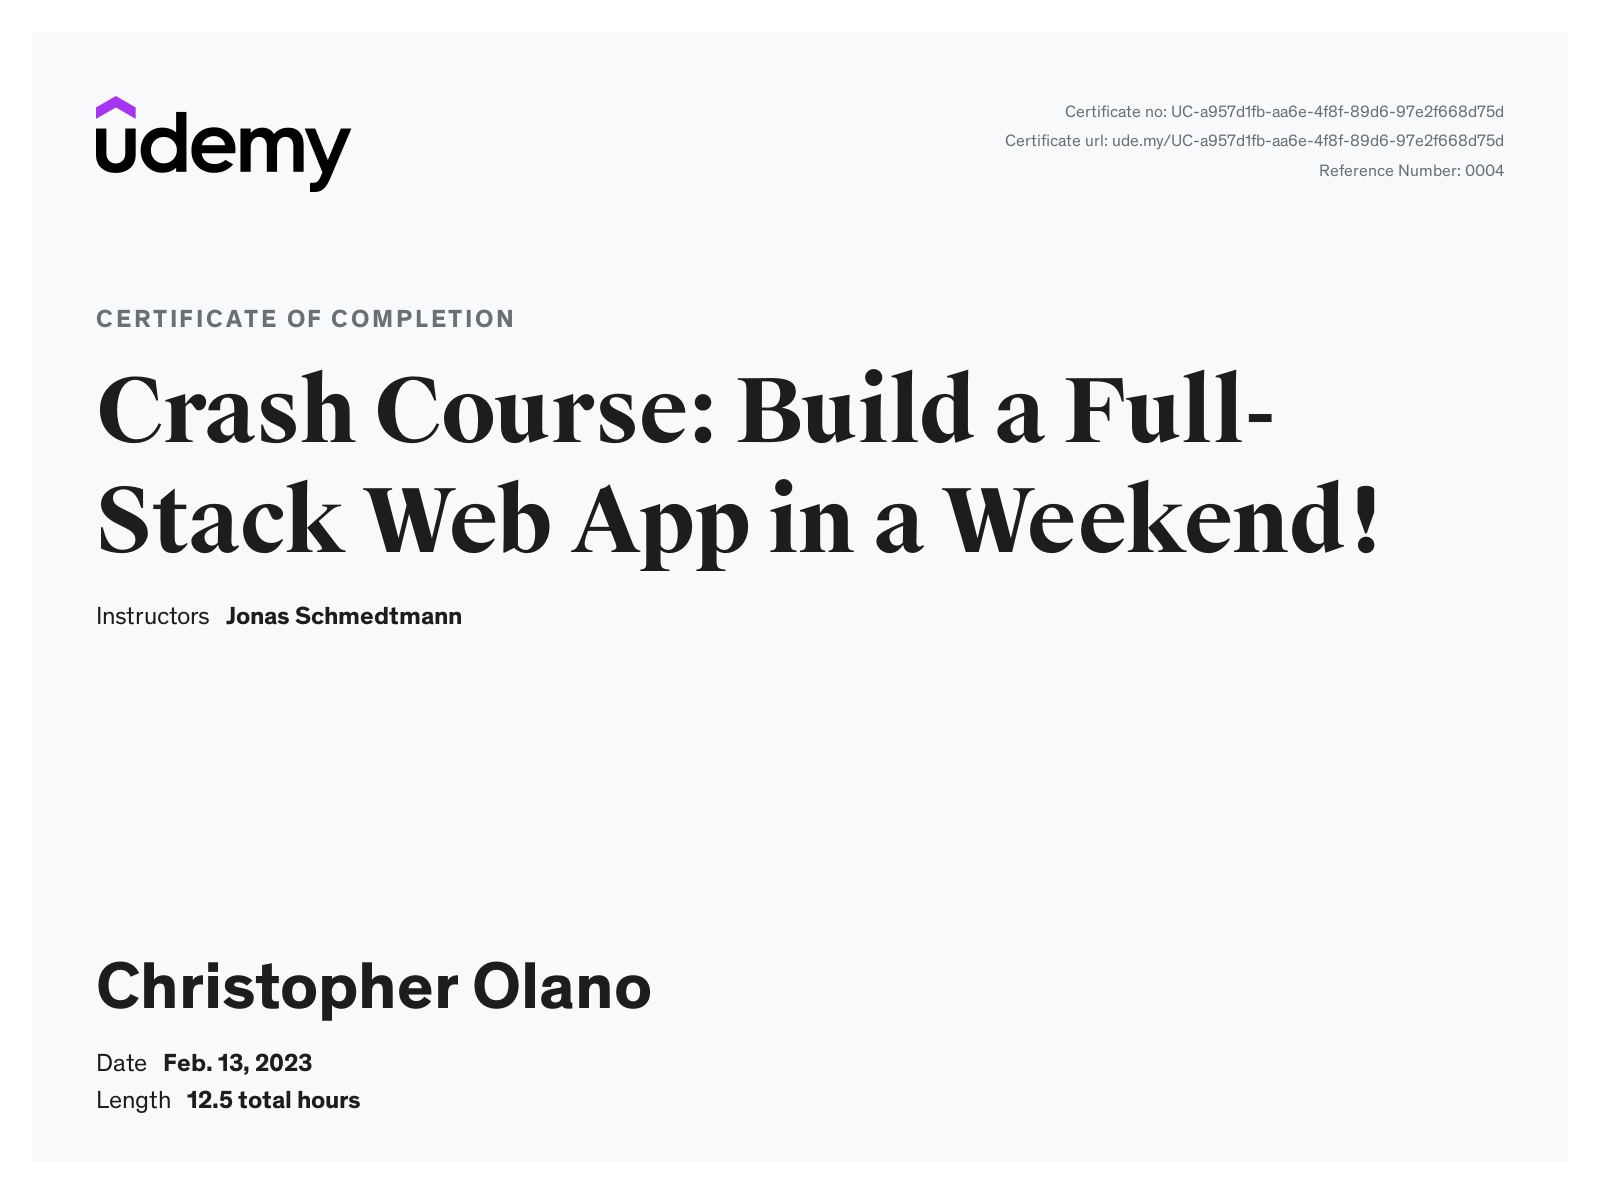 udemy
Certificate no: UC-a957d1fb-aa6e-4f8f-89d6-97e2f668d75d
Certificate url: ude.my/UC-a957d1fb-aa6e-4f8f-89d6-97e2f668d75d
Reference Number: 0004
CERTIFICATE OF COMPLETION
Crash Course: Build a Full-
Stack Web App in a Weekend!
Instructors Jonas Schmedtmann
Christopher Olano
Date Feb. 13, 2023
Length 12.5 total hours